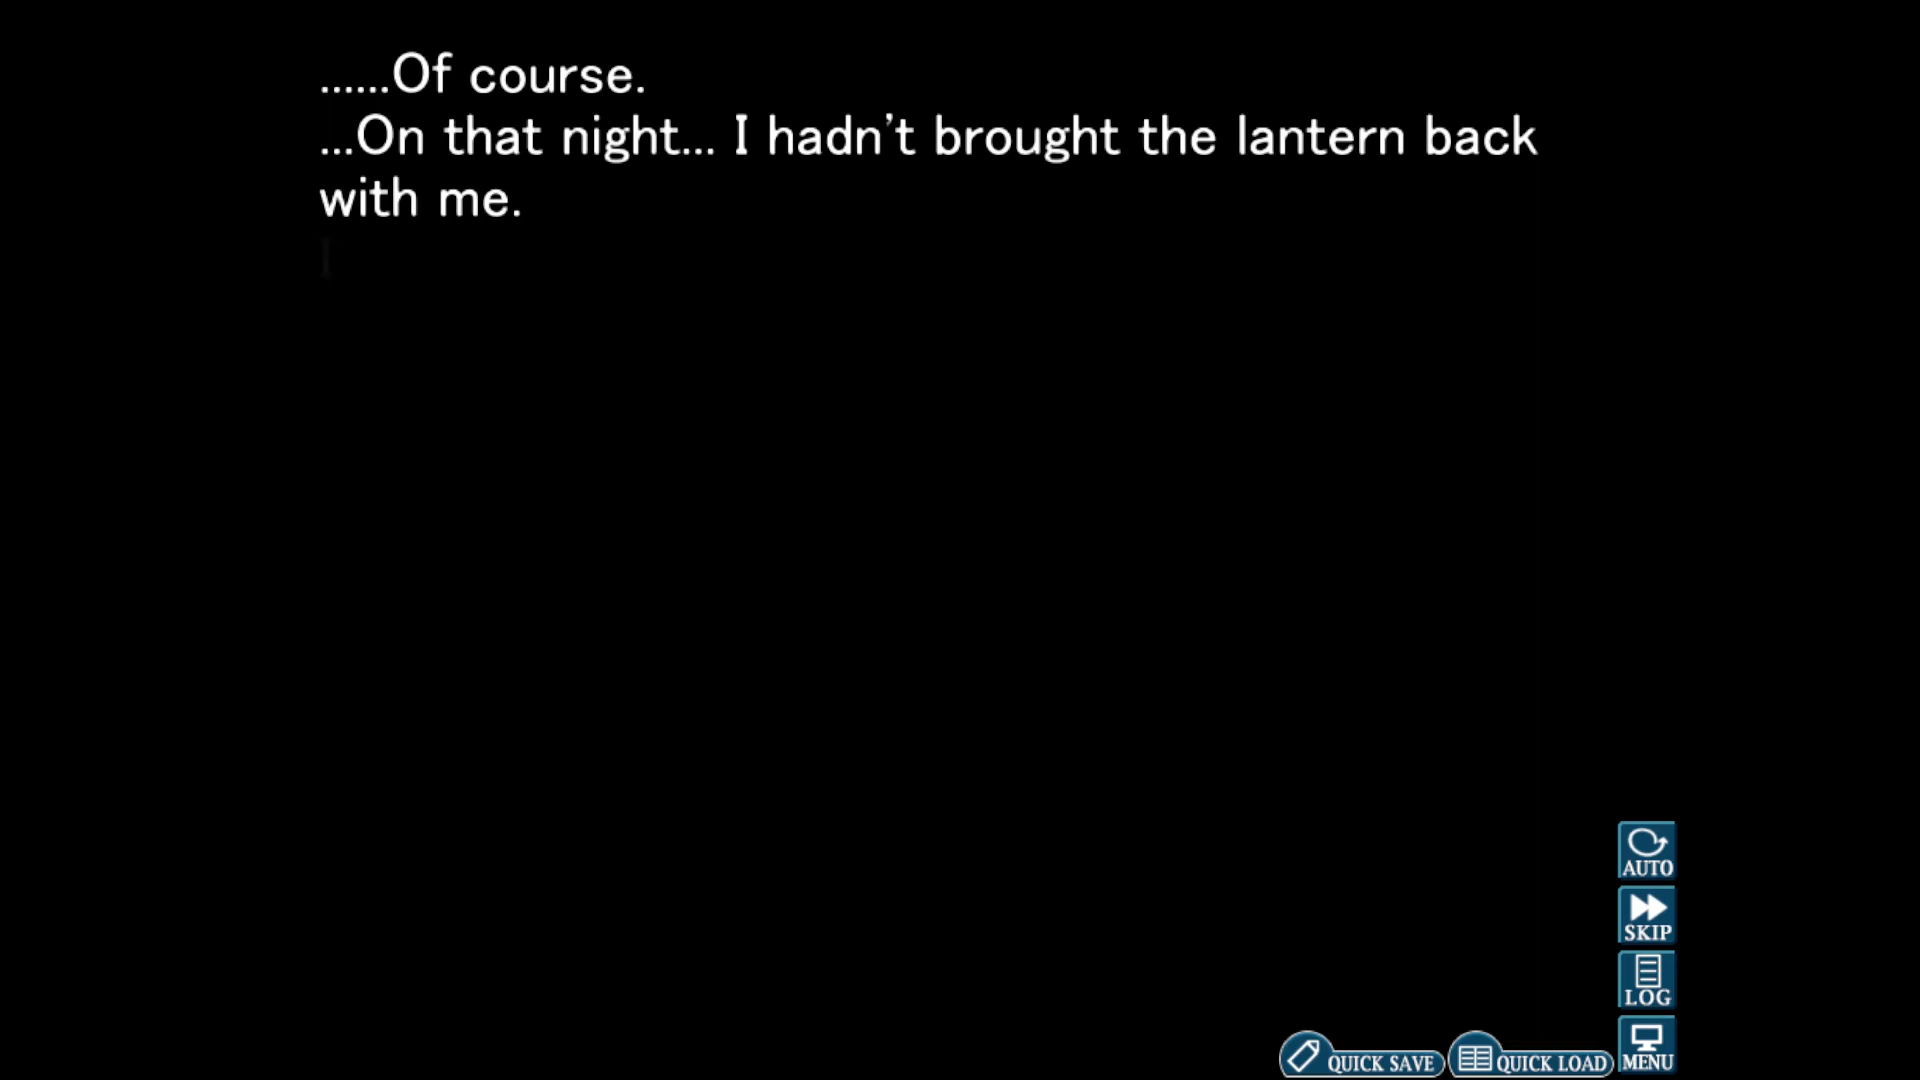 ......Of course.
...On that night... I hadn't brought the lantern back
with me.
AUTO
SKIP
LOG
MENU
QUICK SAVE
QUICK LOAD